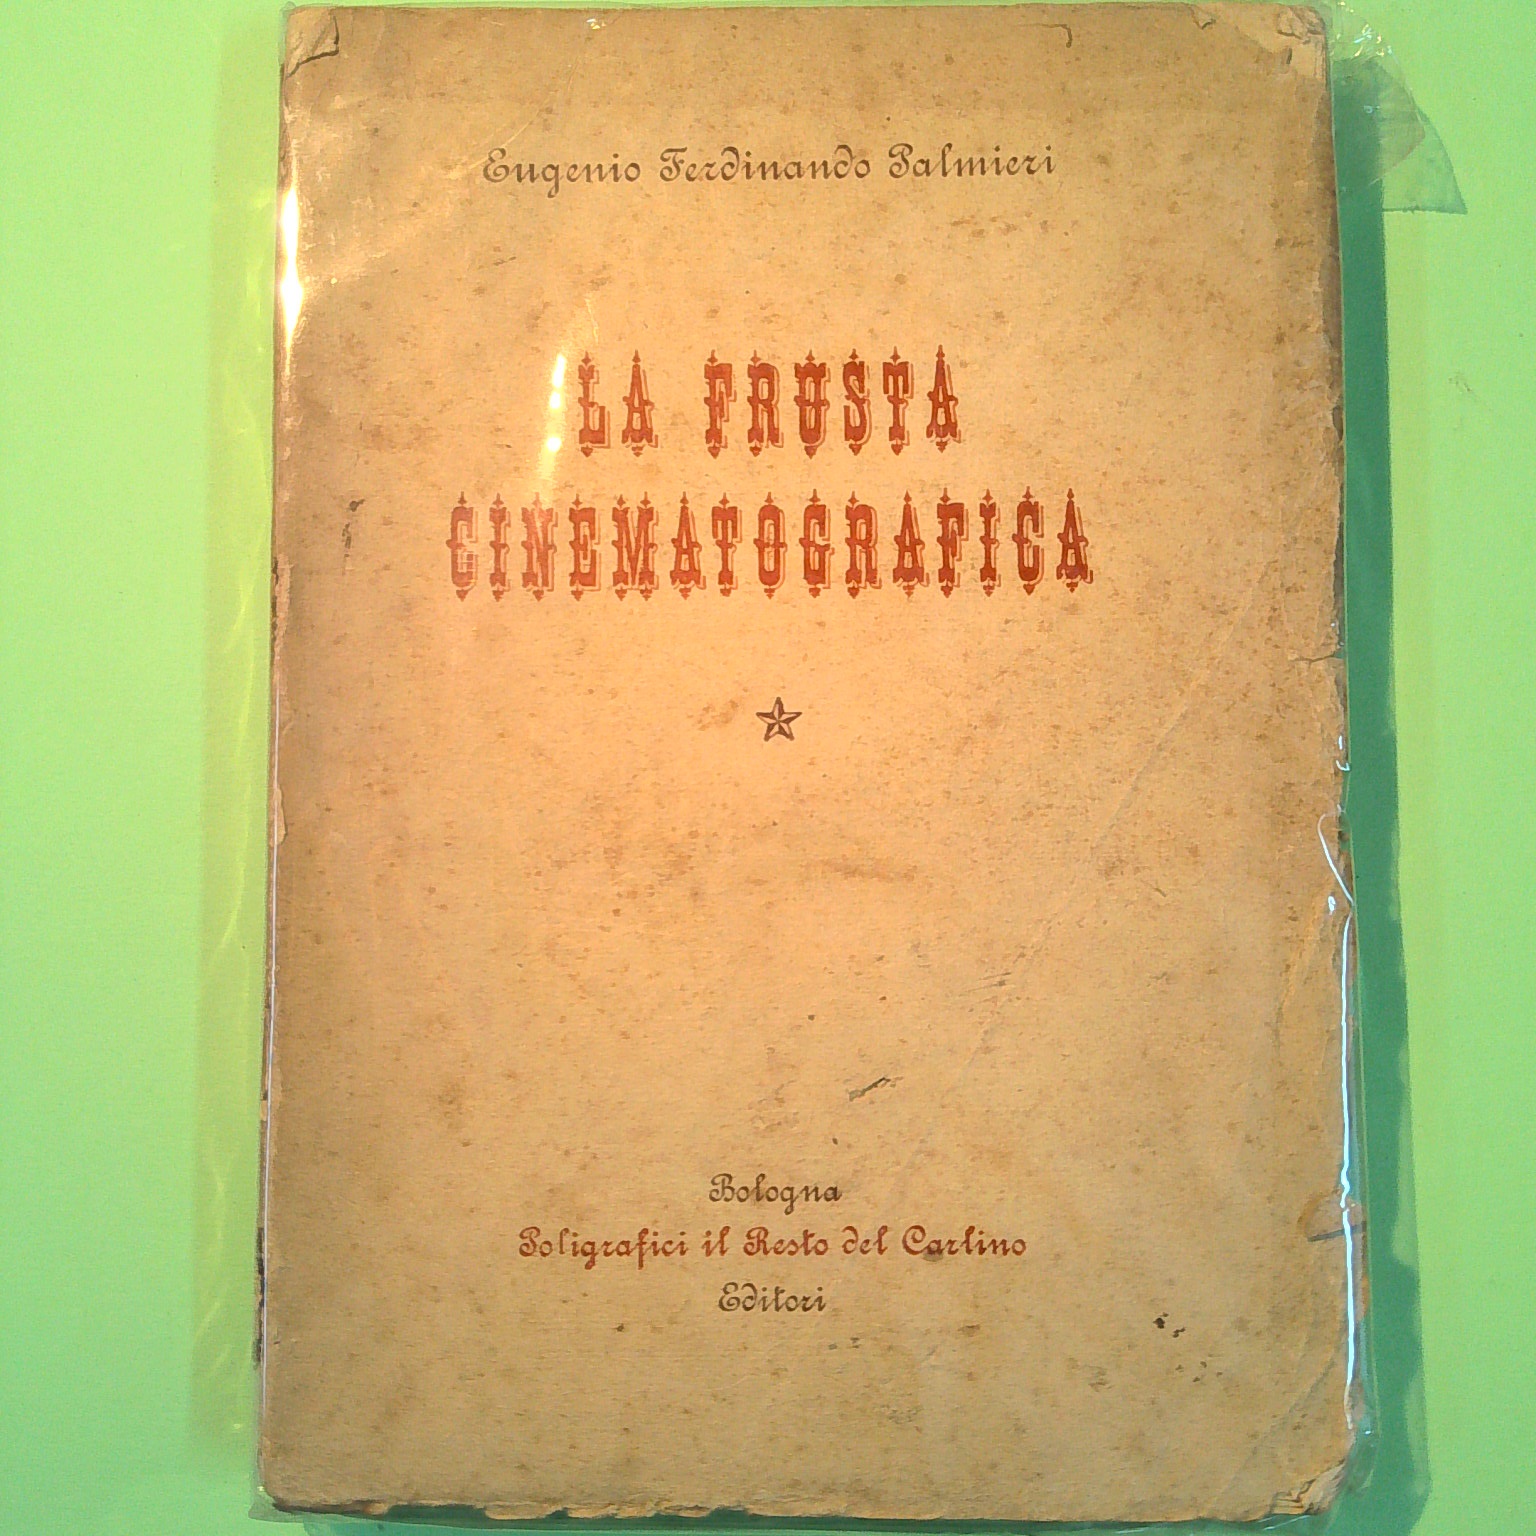 Eugenio Ferdinando Palmieri
LA FRUSTA
CINEMATOGRAFICA
Bologna
Poligrafici il Resto del Carlino
Editori